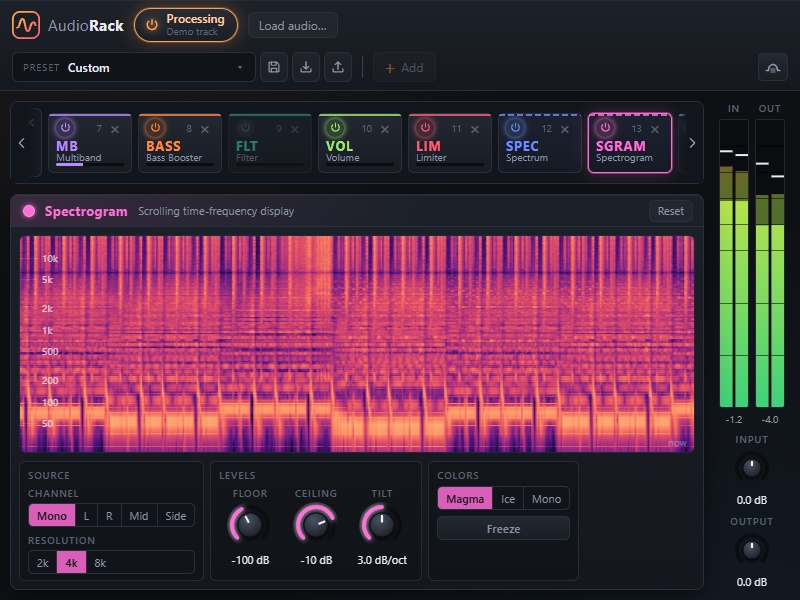 AudioRack
Processing
Demo track
Load audio...
PRESET Custom
+ Add
7
MB
Multiband
8
BASS
Bass Booster
9
FLT
Filter
10
VOL
Volume
11
LIM
Limiter
12
SPEC
Spectrum
13
SGRAM
Spectrogram
Spectrogram Scrolling time-frequency display
Reset
10k
5k
2k
1k
500
200
100
50
now
SOURCE
CHANNEL
Mono L R Mid Side
RESOLUTION
2k 4k 8k
LEVELS
FLOOR CEILING TILT
-100 dB -10 dB 3.0 dB/oct
COLORS
Magma Ice Mono
Freeze
IN OUT
-1.2 -4.0
INPUT
0.0 dB
OUTPUT
0.0 dB